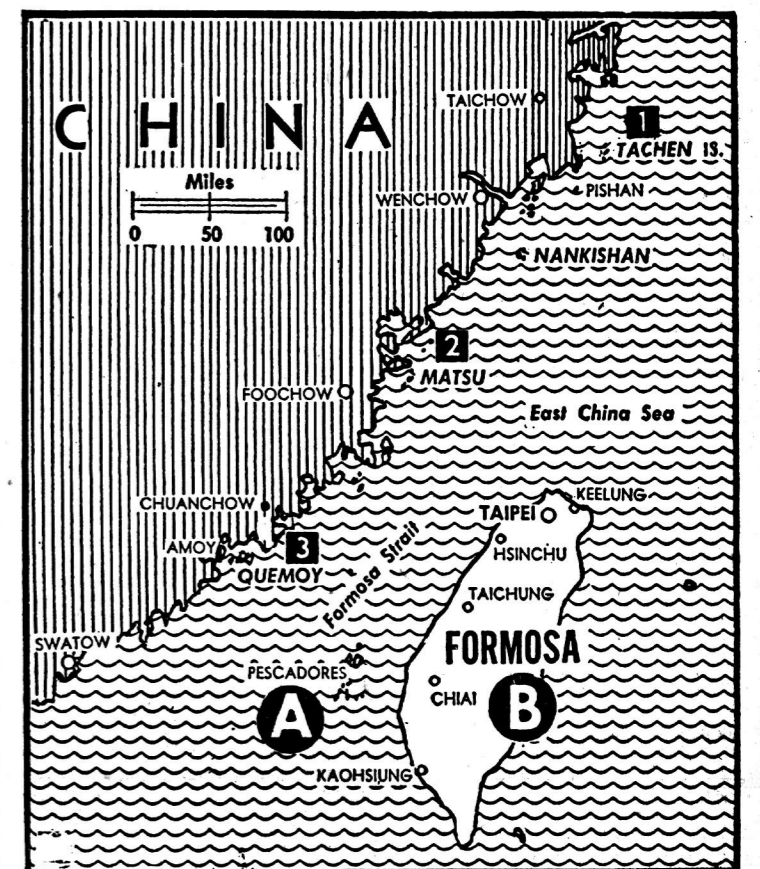 CHINA
TAICHOW
1
TACHEN IS.
Miles
0 50 100
WENCHOW
PISHAN
NANKISHAN
2
MATSU
FOOCHOW
East China Sea
CHUANCHOW
KEELUNG
TAIPEI
HSINCHU
AMOY
3
QUEMOY
Formosa Strait
TAICHUNG
SWATOW
FORMOSA
PESCADORES
CHIAI
A
B
KAOHSIUNG